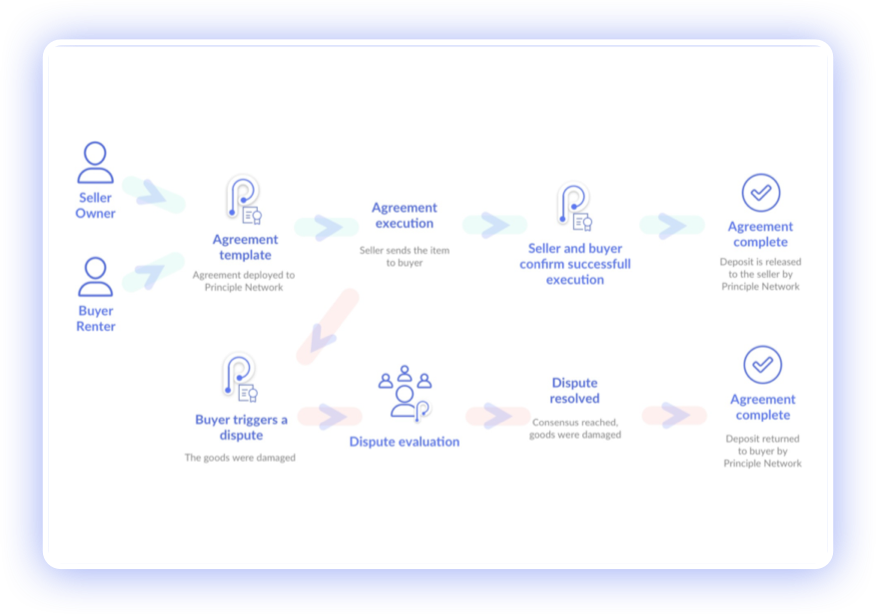 Seller
Owner
Buyer
Renter
Agreement
template
Agreement deployed to
Principle Network
Agreement
execution
Seller sends the item
to buyer
Seller and buyer
confirm successfull
execution
Agreement
complete
Deposit is released
to the seller by
Principle Network
Buyer triggers a
dispute
The goods were damaged
Dispute evaluation
Dispute
resolved
Consensus reached,
goods were damaged
Agreement
complete
Deposit returned
to buyer by
Principle Network